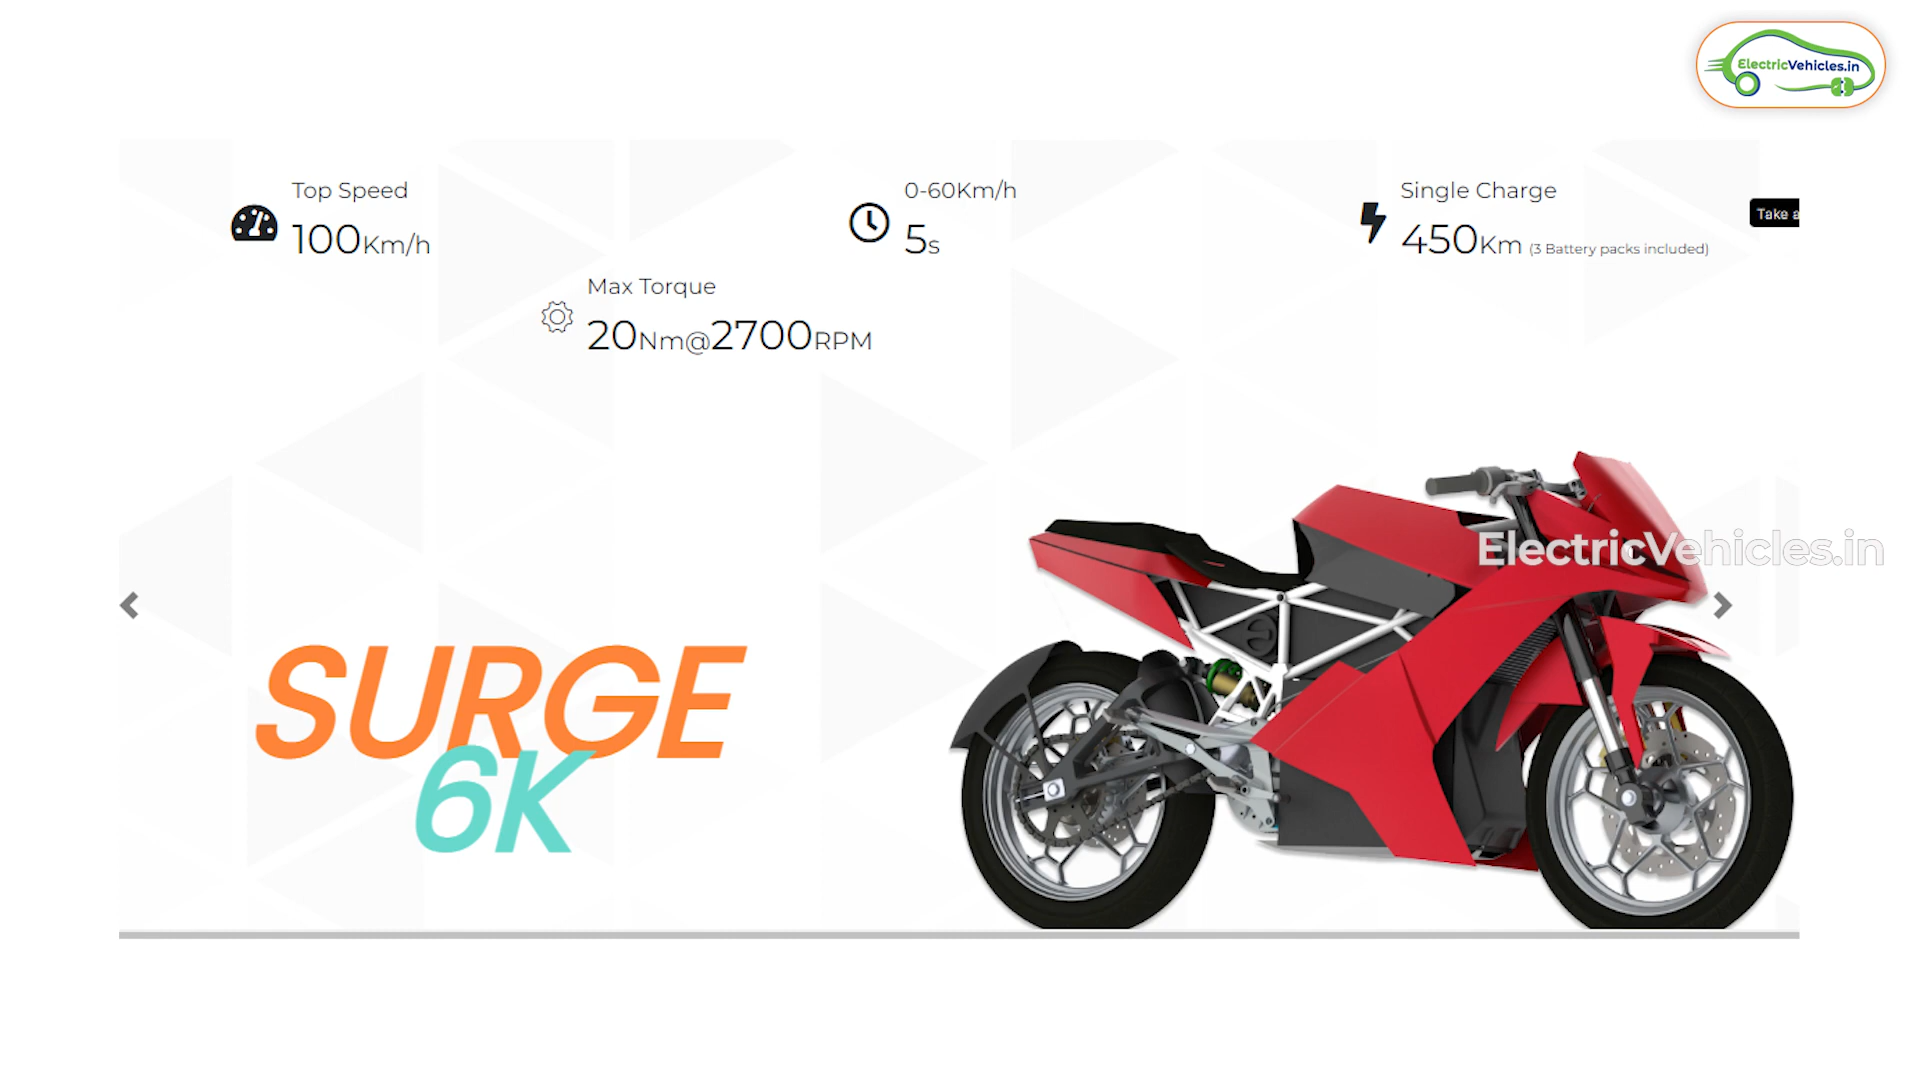 ElectricVehicles.in
Top Speed
100Km/h
0-60Km/h
5s
Single Charge
450Km (3 Battery packs included)
Take a
Max Torque
20Nm@2700RPM
ElectricVehicles.in
SURGE
6K